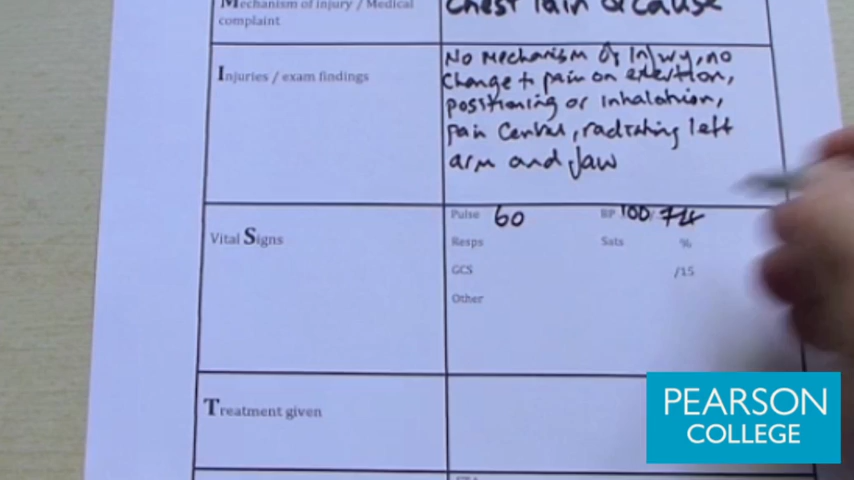 Mechanism of injury / Medical
complaint
Chest Pain & Cause
Injuries / exam findings
No Mechanism of Injury, no
Change to pain on exertion,
positioning or inhalation,
pain Central, radiating left
arm and Jaw
Vital Signs
Pulse 60 BP 100/74
Resps Sats %
GCS /15
Other
Treatment given
PEARSON
COLLEGE